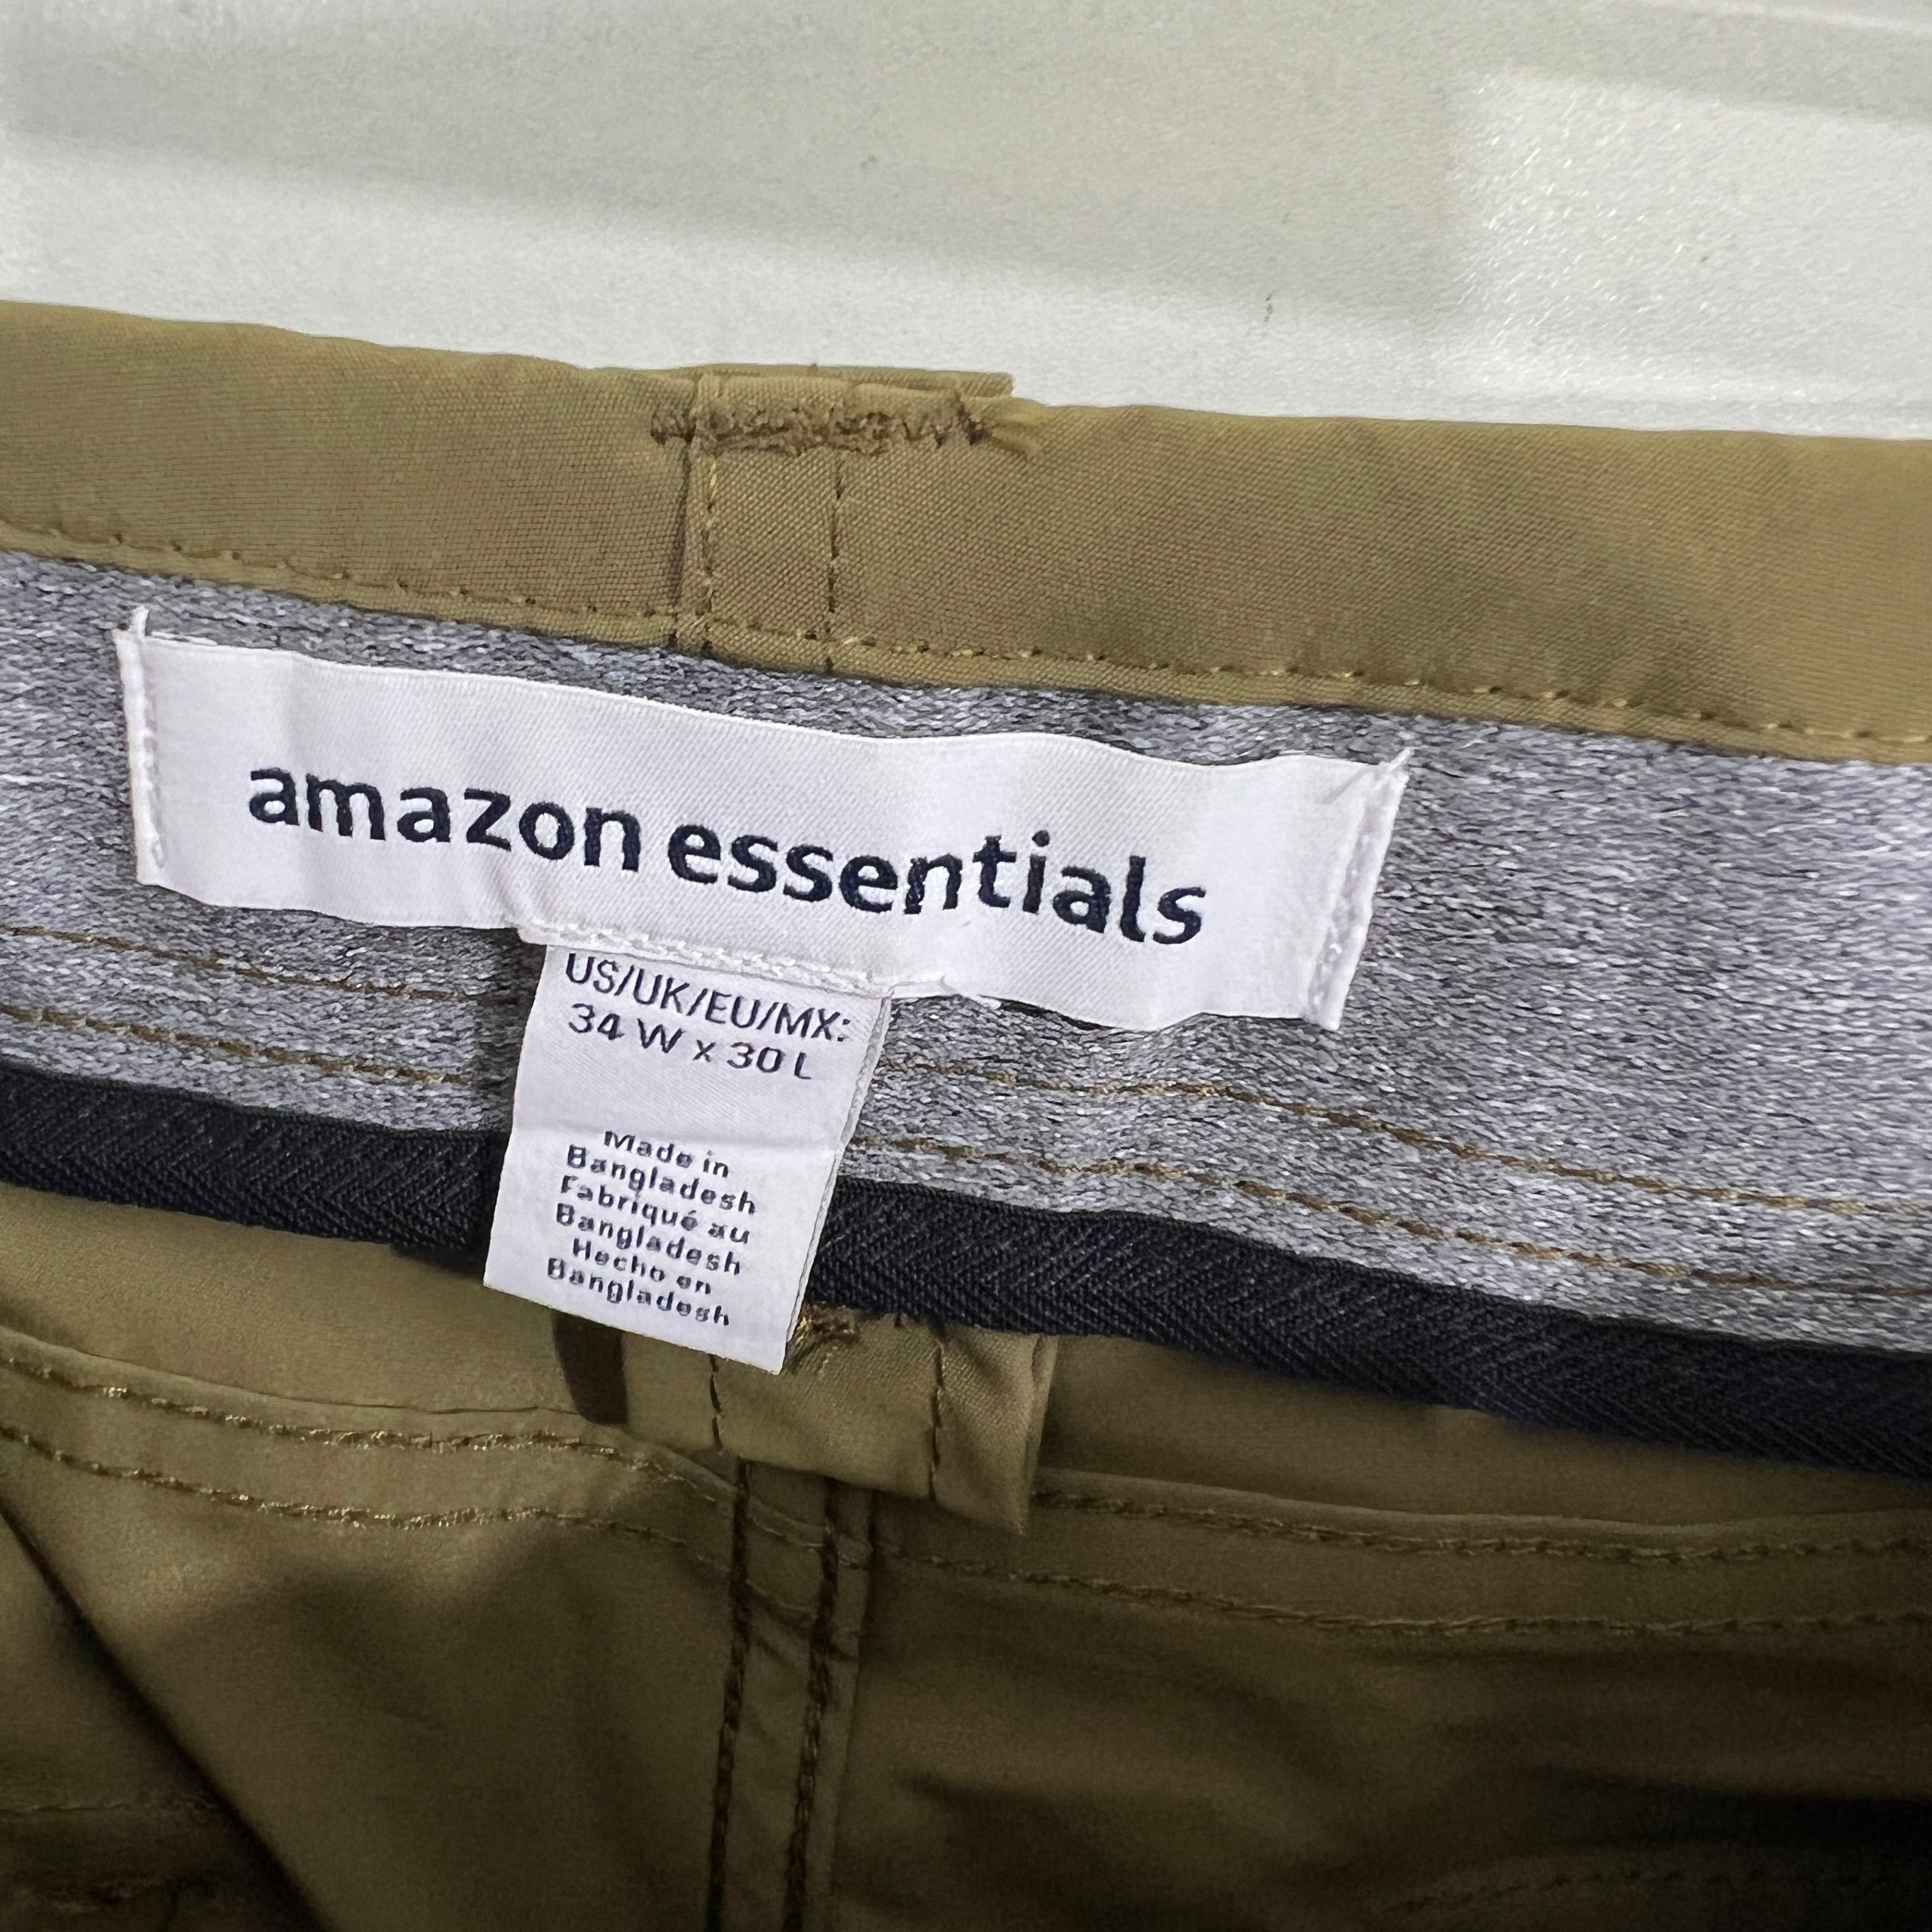 amazon essentials
US/UK/EU/MX:
34 W x 30 L
Made in
Bangladesh
Fabriqué au
Bangladesh
Hecho en
Bangladesh